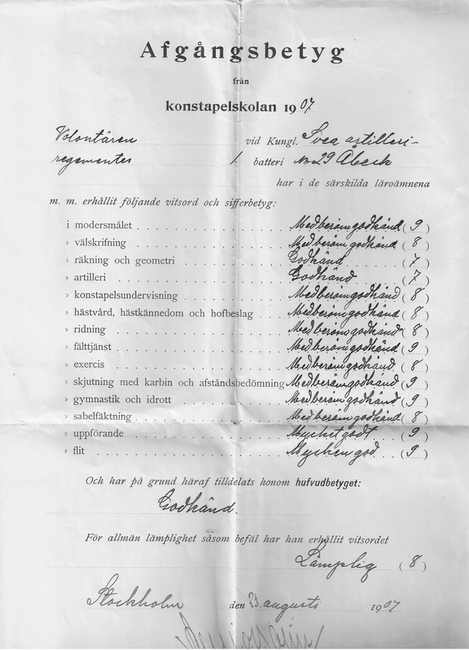 Afgångsbetyg
från
konstapelskolan 1907
Volontären vid Kungl. Svea artilleri-
regementes 1. batteri No 29 Åbeck
har i de särskilda läroämnena
m. m. erhållit följande vitsord och sifferbetyg:
i modersmålet Med beröm godkänd (9)
» välskrifning Med beröm godkänd (8)
» räkning och geometri Godkänd (7)
» artilleri Godkänd (7)
» konstapelsundervisning Med beröm godkänd (8)
» hästvård, hästkännedom och hofbeslag Med beröm godkänd (8)
» ridning Med beröm godkänd (8)
» fälttjänst Med beröm godkänd (9)
» exercis Med beröm godkänd (8)
» skjutning med karbin och afståndsbedömning Med beröm godkänd (9)
» gymnastik och idrott Med beröm godkänd (9)
» sabelfäktning Med beröm godkänd (8)
» uppförande Mycket godt (9)
» flit Mycken god (9)
Och har på grund häraf tilldelats honom hufvudbetyget:
Godkänd.
För allmän lämplighet såsom befäl har han erhållit vitsordet
Lämplig (8)
Stockholm den 23 augusti 1907